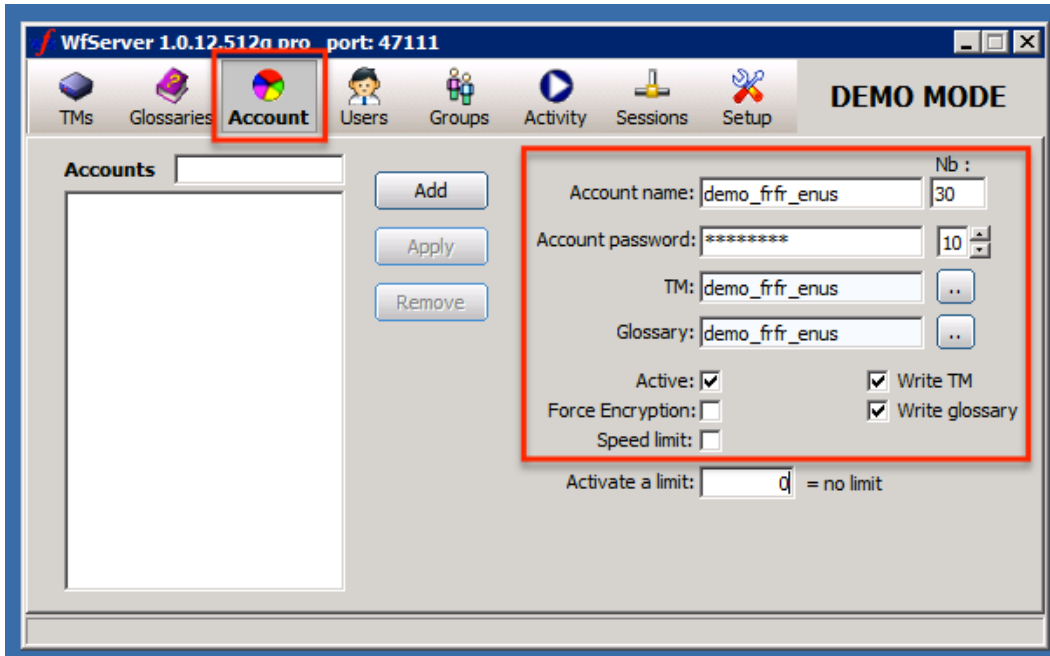 WfServer 1.0.12.512g pro port: 47111
TMs Glossaries Account Users Groups Activity Sessions Setup DEMO MODE
Accounts
Add
Apply
Remove
Nb :
Account name: demo_frfr_enus 30
Account password: ******** 10
TM: demo_frfr_enus ..
Glossary: demo_frfr_enus ..
Active: Write TM
Force Encryption: Write glossary
Speed limit:
Activate a limit: 0 = no limit